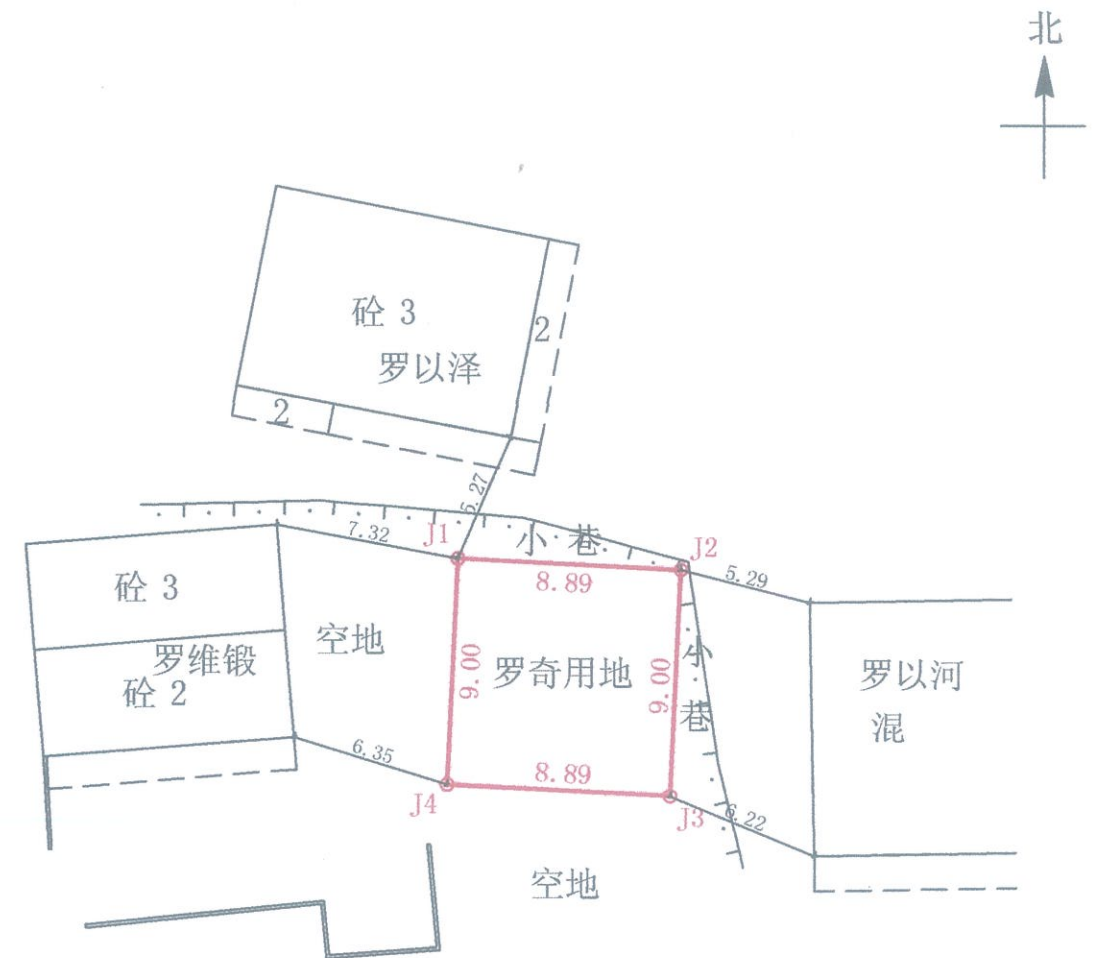 北
砼 3
2
罗以泽
2
5.27
7.32
J1
小 巷
J2
8.89
5.29
砼 3
空地
小
罗维锻
9.00
罗奇用地
9.00
罗以河
砼 2
巷
混
6.35
8.89
J4
J3
6.22
空地